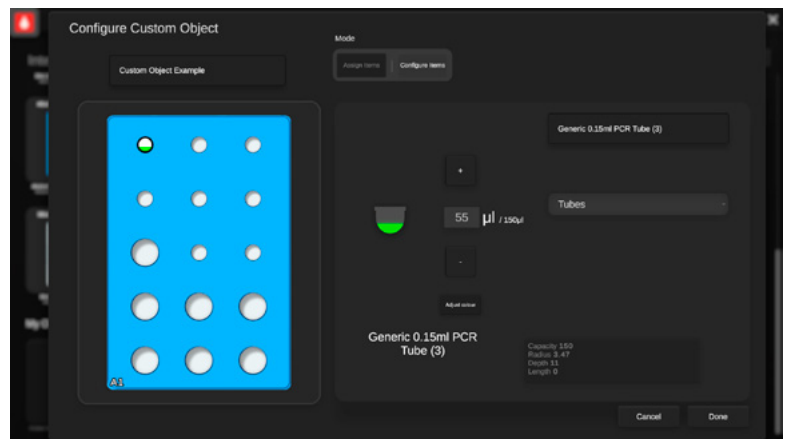 Configure Custom Object
Mode
Custom Object Example
Assign Items
Configure Items
Generic 0.15ml PCR Tube (3)
+
55 µl / 150µl
Tubes
-
Adjust colour
Generic 0.15ml PCR
Tube (3)
Capacity 150
Radius 3.47
Depth 11
Length 0
A1
Cancel
Done